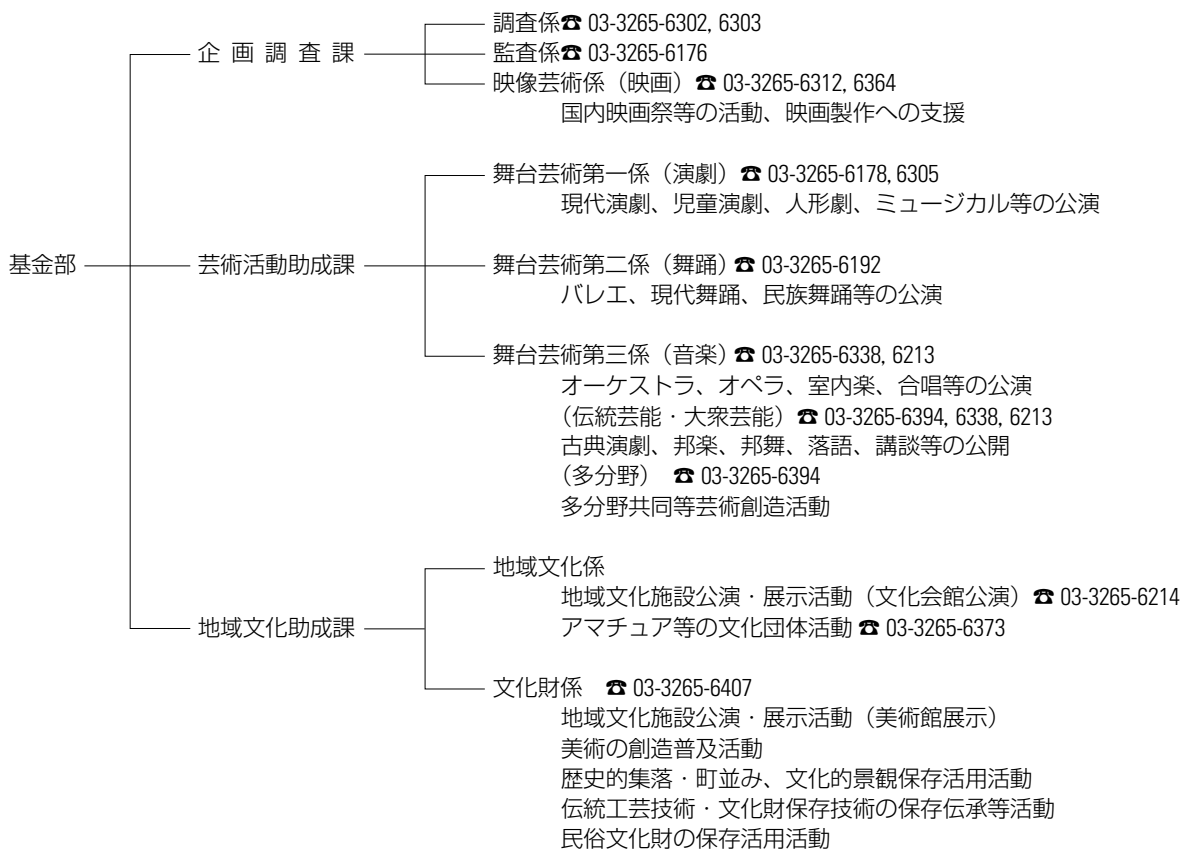 調査係☎ 03-3265-6302, 6303
企画調査課
監査係☎ 03-3265-6176
映像芸術係（映画）☎ 03-3265-6312, 6364
国内映画祭等の活動、映画製作への支援
舞台芸術第一係（演劇）☎ 03-3265-6178, 6305
現代演劇、児童演劇、人形劇、ミュージカル等の公演
基金部
芸術活動助成課
舞台芸術第二係（舞踊）☎ 03-3265-6192
バレエ、現代舞踊、民族舞踊等の公演
舞台芸術第三係（音楽）☎ 03-3265-6338, 6213
オーケストラ、オペラ、室内楽、合唱等の公演
（伝統芸能・大衆芸能）☎ 03-3265-6394, 6338, 6213
古典演劇、邦楽、邦舞、落語、講談等の公開
（多分野） ☎ 03-3265-6394
多分野共同等芸術創造活動
地域文化助成課
地域文化係
地域文化施設公演・展示活動（文化会館公演）☎ 03-3265-6214
アマチュア等の文化団体活動 ☎ 03-3265-6373
文化財係 ☎ 03-3265-6407
地域文化施設公演・展示活動（美術館展示）
美術の創造普及活動
歴史的集落・町並み、文化的景観保存活用活動
伝統工芸技術・文化財保存技術の保存伝承等活動
民俗文化財の保存活用活動